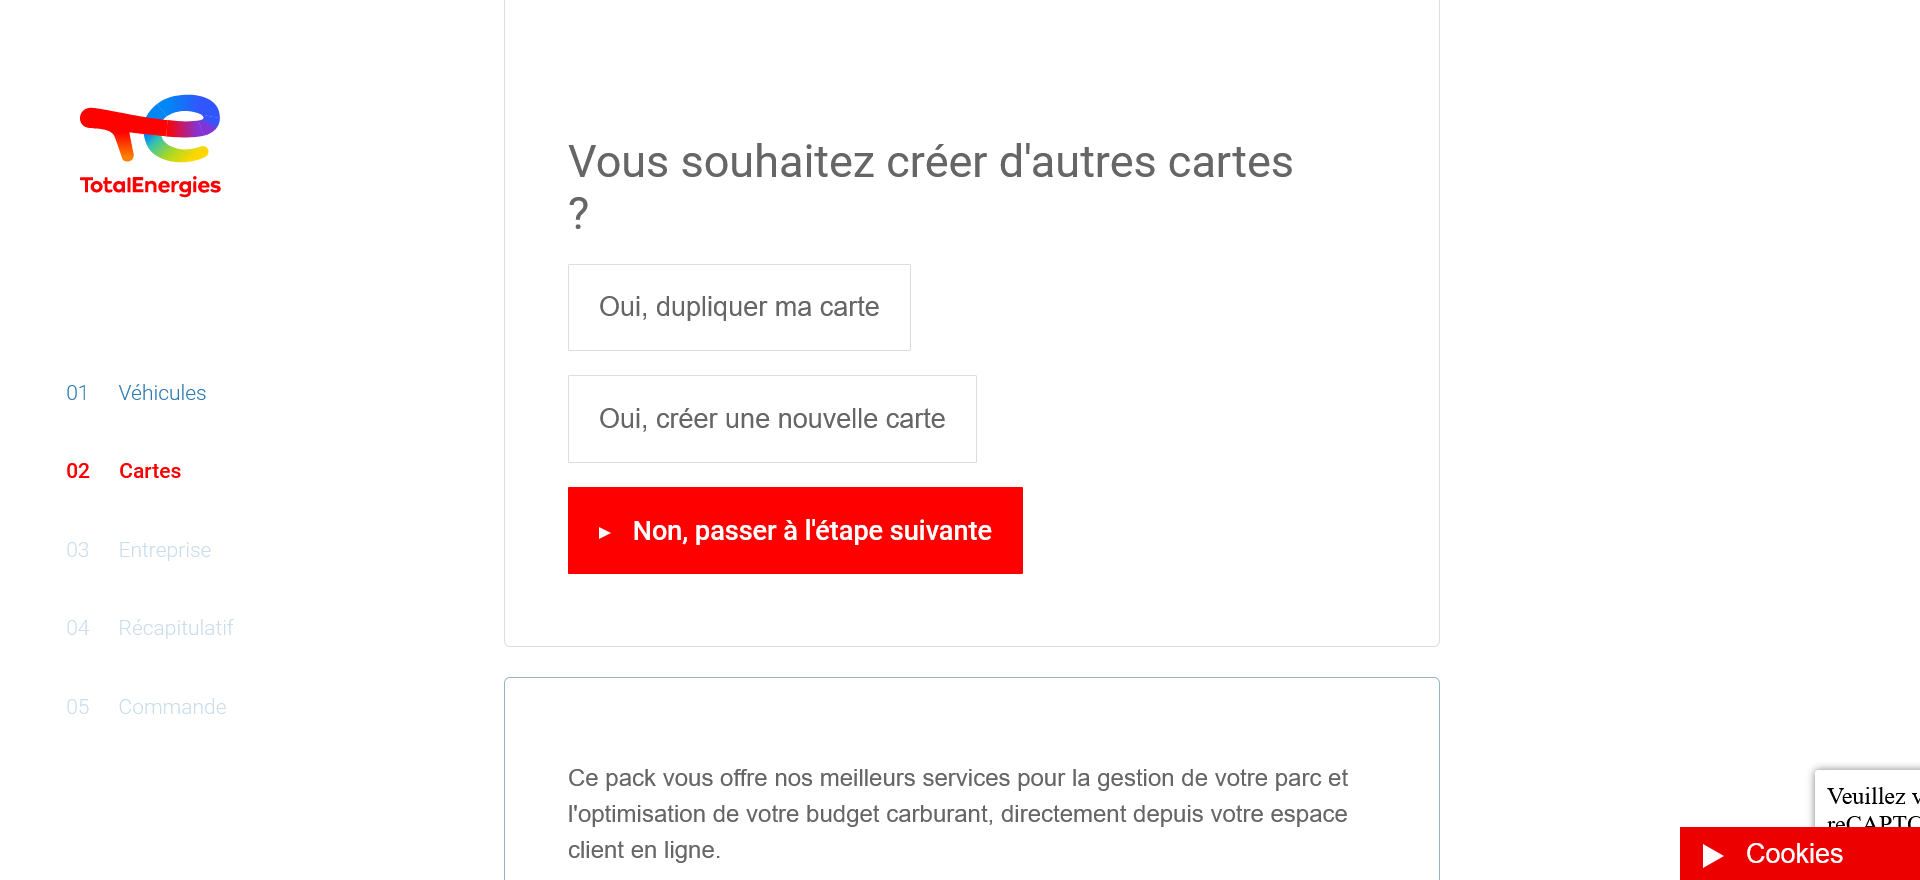 TotalEnergies
01 Véhicules
02 Cartes
03 Entreprise
04 Récapitulatif
05 Commande
Vous souhaitez créer d'autres cartes
?
Oui, dupliquer ma carte
Oui, créer une nouvelle carte
Non, passer à l'étape suivante
Ce pack vous offre nos meilleurs services pour la gestion de votre parc et
l'optimisation de votre budget carburant, directement depuis votre espace
client en ligne.
Veuillez
Cookies